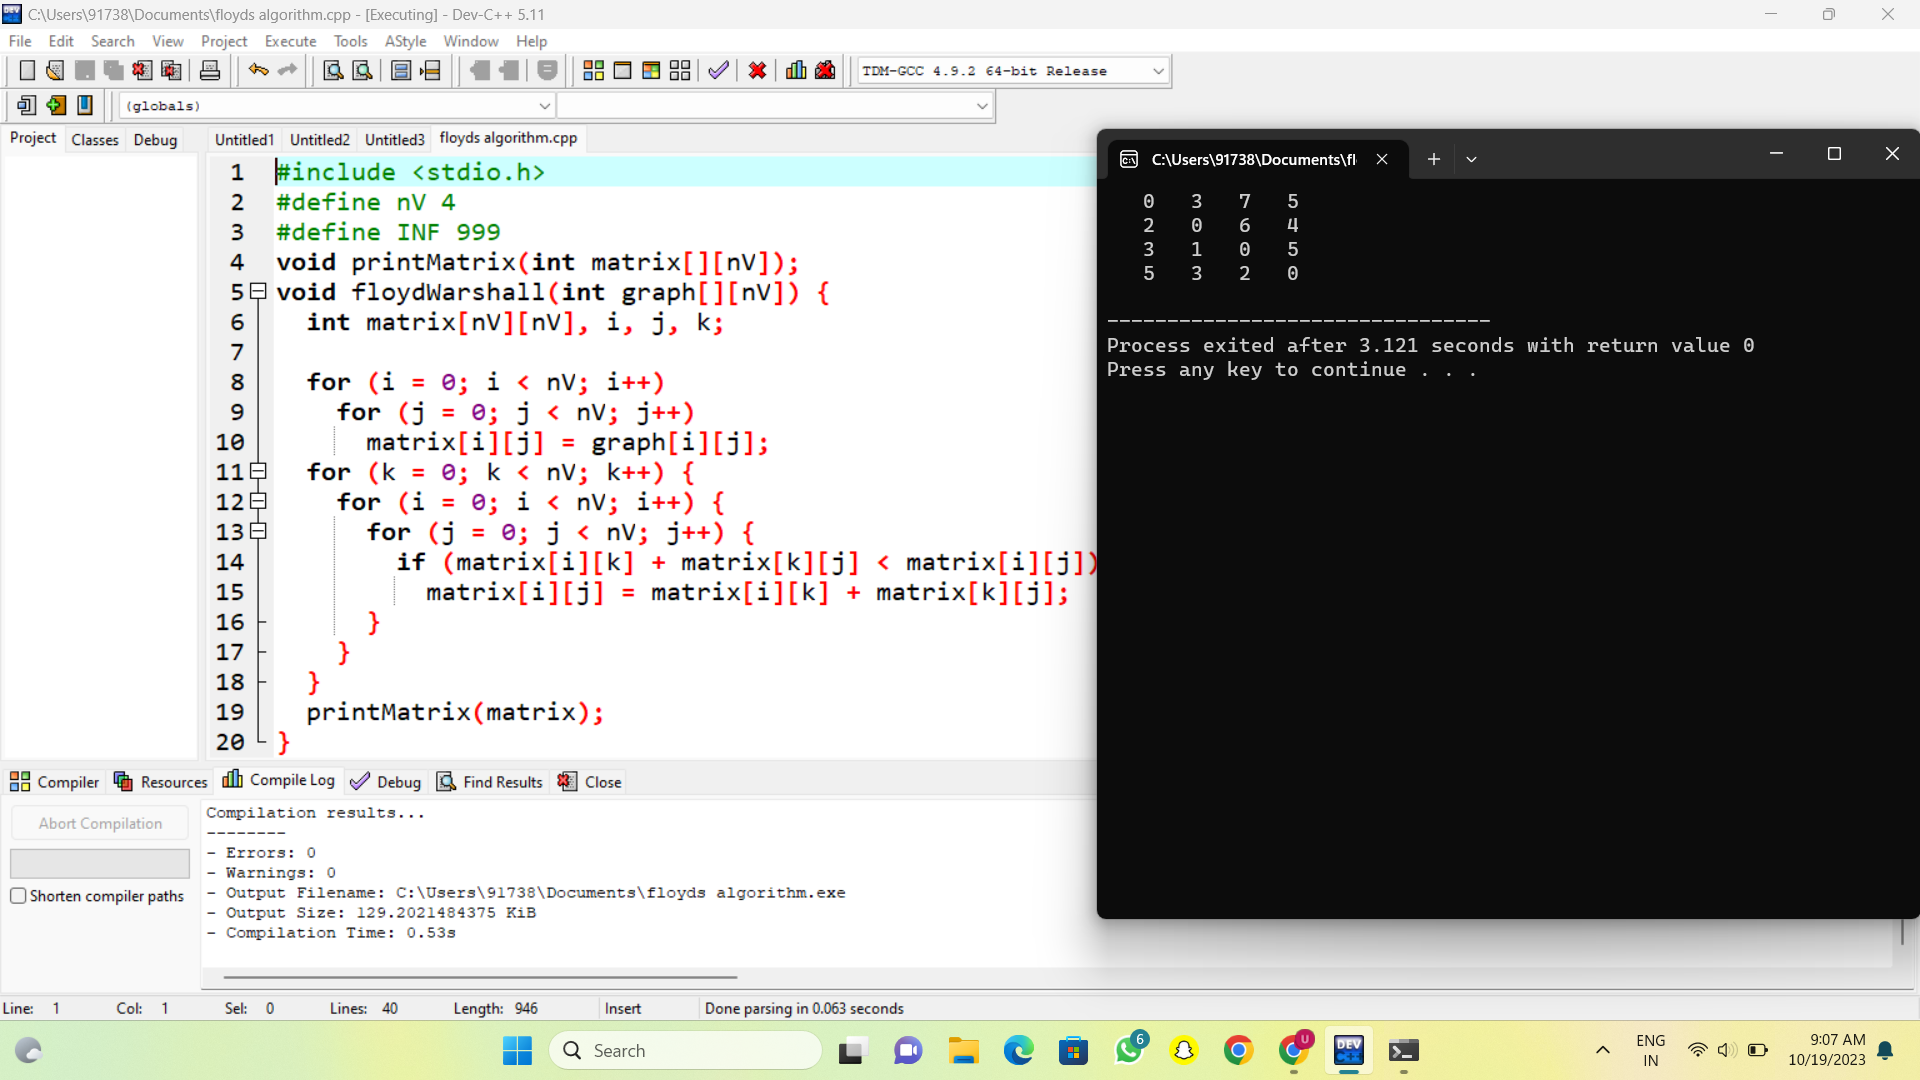 C:\Users\91738\Documents\floyds algorithm.cpp - [Executing] - Dev-C++ 5.11
File Edit Search View Project Execute Tools AStyle Window Help
TDM-GCC 4.9.2 64-bit Release
(globals)
Project Classes Debug
Untitled1 Untitled2 Untitled3 floyds algorithm.cpp
1 #include <stdio.h>
2 #define nV 4
3 #define INF 999
4 void printMatrix(int matrix[][nV]);
5 void floydWarshall(int graph[][nV]) {
6 int matrix[nV][nV], i, j, k;
7
8 for (i = 0; i < nV; i++)
9 for (j = 0; j < nV; j++)
10 matrix[i][j] = graph[i][j];
11 for (k = 0; k < nV; k++) {
12 for (i = 0; i < nV; i++) {
13 for (j = 0; j < nV; j++) {
14 if (matrix[i][k] + matrix[k][j] < matrix[i][j])
15 matrix[i][j] = matrix[i][k] + matrix[k][j];
16 }
17 }
18 }
19 printMatrix(matrix);
20 }
C:\Users\91738\Documents\fl
0 3 7 5
2 0 6 4
3 1 0 5
5 3 2 0
--------------------------------
Process exited after 3.121 seconds with return value 0
Press any key to continue . . .
Compiler Resources Compile Log Debug Find Results Close
Abort Compilation
Shorten compiler paths
Compilation results...
--------
- Errors: 0
- Warnings: 0
- Output Filename: C:\Users\91738\Documents\floyds algorithm.exe
- Output Size: 129.2021484375 KiB
- Compilation Time: 0.53s
Line: 1 Col: 1 Sel: 0 Lines: 40 Length: 946 Insert Done parsing in 0.063 seconds
Search
6
U
DEV
C++
ENG
IN
9:07 AM
10/19/2023